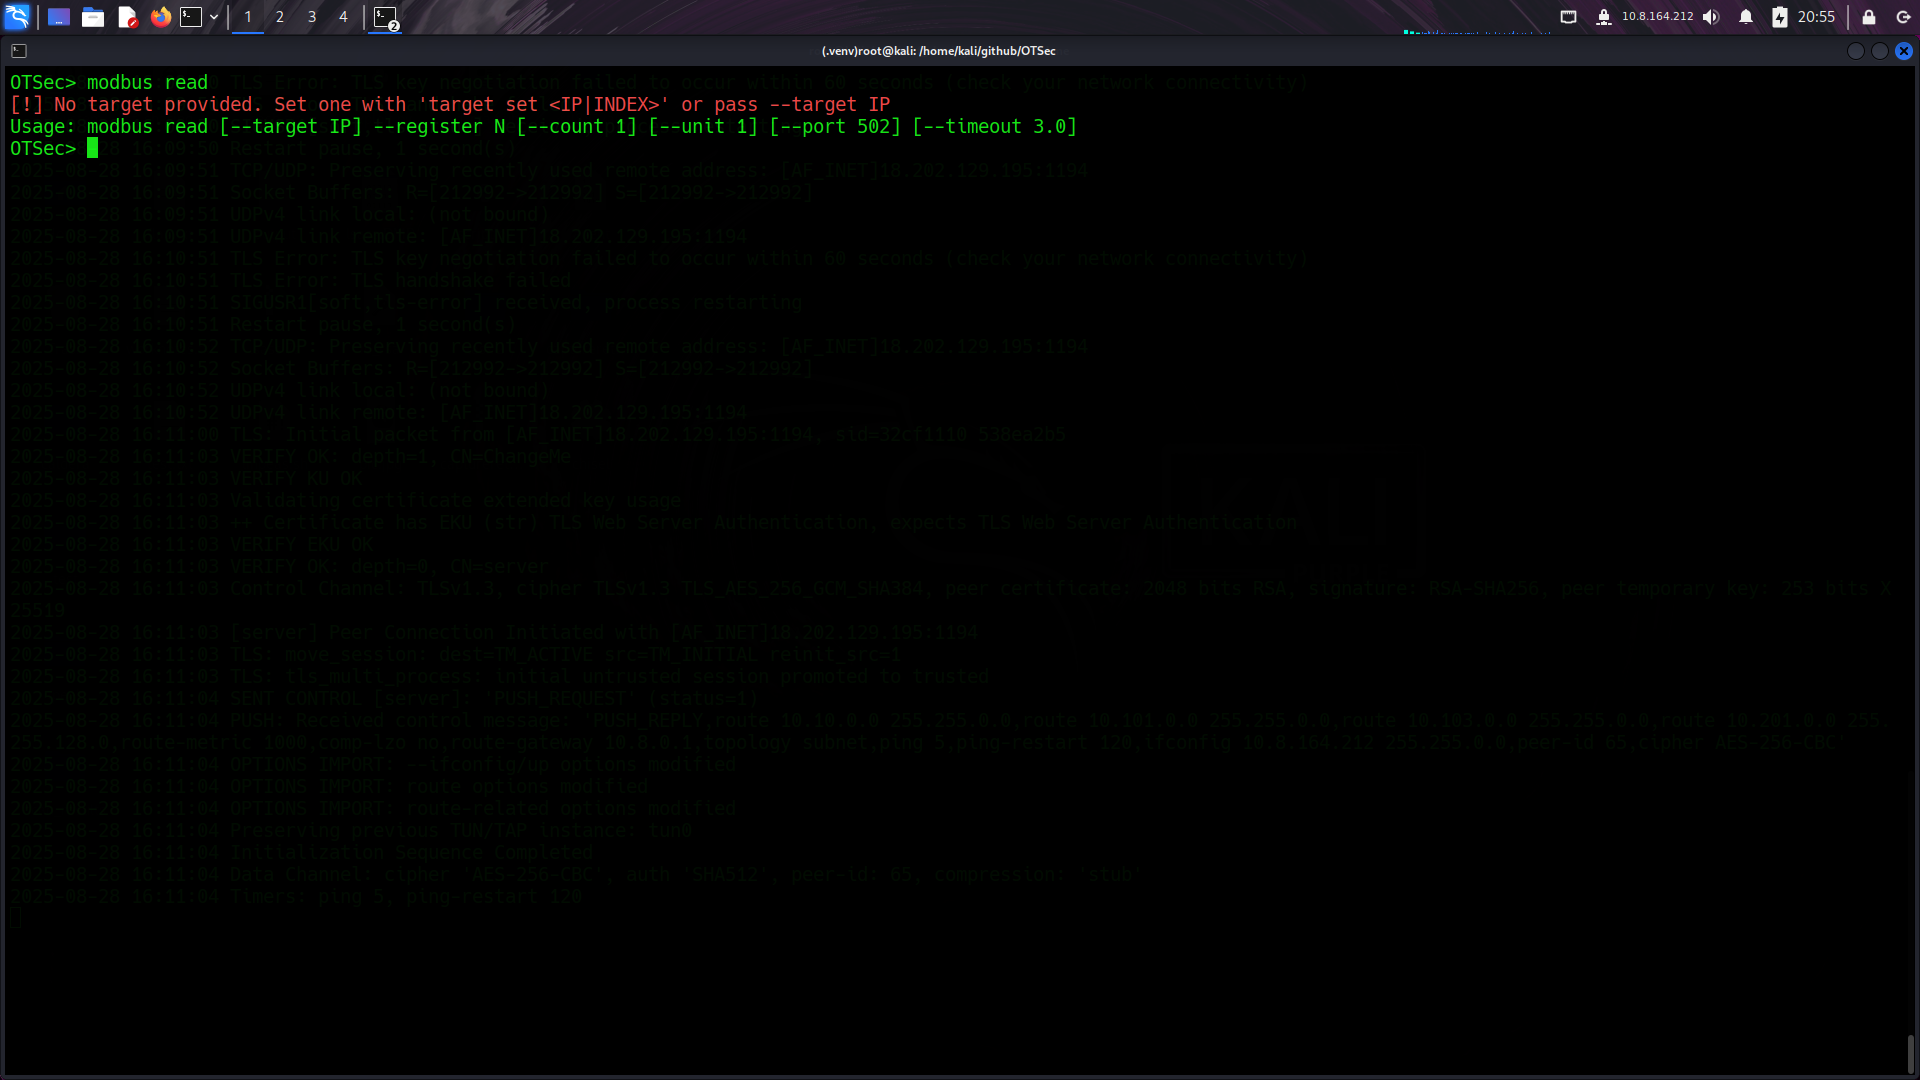 1 2 3 4 2 10.8.164.212 20:55
(.venv)root@kali: /home/kali/github/OTSec
OTSec> modbus read TLS Error: TLS key negotiation failed to occur within 60 seconds (check your network connectivity)
[!] No target provided. Set one with 'target set <IP|INDEX>' or pass --target IP
Usage: modbus read [--target IP] --register N [--count 1] [--unit 1] [--port 502] [--timeout 3.0]
OTSec> 16:09:50 Restart pause, 1 second(s)
2025-08-28 16:09:51 TCP/UDP: Preserving recently used remote address: [AF_INET]18.202.129.195:1194
2025-08-28 16:09:51 Socket Buffers: R=[212992->212992] S=[212992->212992]
2025-08-28 16:09:51 UDPv4 link local: (not bound)
2025-08-28 16:09:51 UDPv4 link remote: [AF_INET]18.202.129.195:1194
2025-08-28 16:10:51 TLS Error: TLS key negotiation failed to occur within 60 seconds (check your network connectivity)
2025-08-28 16:10:51 TLS Error: TLS handshake failed
2025-08-28 16:10:51 SIGUSR1[soft,tls-error] received, process restarting
2025-08-28 16:10:51 Restart pause, 1 second(s)
2025-08-28 16:10:52 TCP/UDP: Preserving recently used remote address: [AF_INET]18.202.129.195:1194
2025-08-28 16:10:52 Socket Buffers: R=[212992->212992] S=[212992->212992]
2025-08-28 16:10:52 UDPv4 link local: (not bound)
2025-08-28 16:10:52 UDPv4 link remote: [AF_INET]18.202.129.195:1194
2025-08-28 16:11:00 TLS: Initial packet from [AF_INET]18.202.129.195:1194, sid=32cf1110 538ea2b5
2025-08-28 16:11:03 VERIFY OK: depth=1, CN=ChangeMe
2025-08-28 16:11:03 VERIFY KU OK
2025-08-28 16:11:03 Validating certificate extended key usage
2025-08-28 16:11:03 ++ Certificate has EKU (str) TLS Web Server Authentication, expects TLS Web Server Authentication
2025-08-28 16:11:03 VERIFY EKU OK
2025-08-28 16:11:03 VERIFY OK: depth=0, CN=server
2025-08-28 16:11:03 Control Channel: TLSv1.3, cipher TLSv1.3 TLS_AES_256_GCM_SHA384, peer certificate: 2048 bits RSA, signature: RSA-SHA256, peer temporary key: 253 bits X
25519
2025-08-28 16:11:03 [server] Peer Connection Initiated with [AF_INET]18.202.129.195:1194
2025-08-28 16:11:03 TLS: move_session: dest=TM_ACTIVE src=TM_INITIAL reinit_src=1
2025-08-28 16:11:03 TLS: tls_multi_process: initial untrusted session promoted to trusted
2025-08-28 16:11:04 SENT CONTROL [server]: 'PUSH_REQUEST' (status=1)
2025-08-28 16:11:04 PUSH: Received control message: 'PUSH_REPLY,route 10.10.0.0 255.255.0.0,route 10.101.0.0 255.255.0.0,route 10.103.0.0 255.255.0.0,route 10.201.0.0 255.
255.128.0,route-metric 1000,comp-lzo no,route-gateway 10.8.0.1,topology subnet,ping 5,ping-restart 120,ifconfig 10.8.164.212 255.255.0.0,peer-id 65,cipher AES-256-CBC'
2025-08-28 16:11:04 OPTIONS IMPORT: --ifconfig/up options modified
2025-08-28 16:11:04 OPTIONS IMPORT: route options modified
2025-08-28 16:11:04 OPTIONS IMPORT: route-related options modified
2025-08-28 16:11:04 Preserving previous TUN/TAP instance: tun0
2025-08-28 16:11:04 Initialization Sequence Completed
2025-08-28 16:11:04 Data Channel: cipher 'AES-256-CBC', auth 'SHA512', peer-id: 65, compression: 'stub'
2025-08-28 16:11:04 Timers: ping 5, ping-restart 120